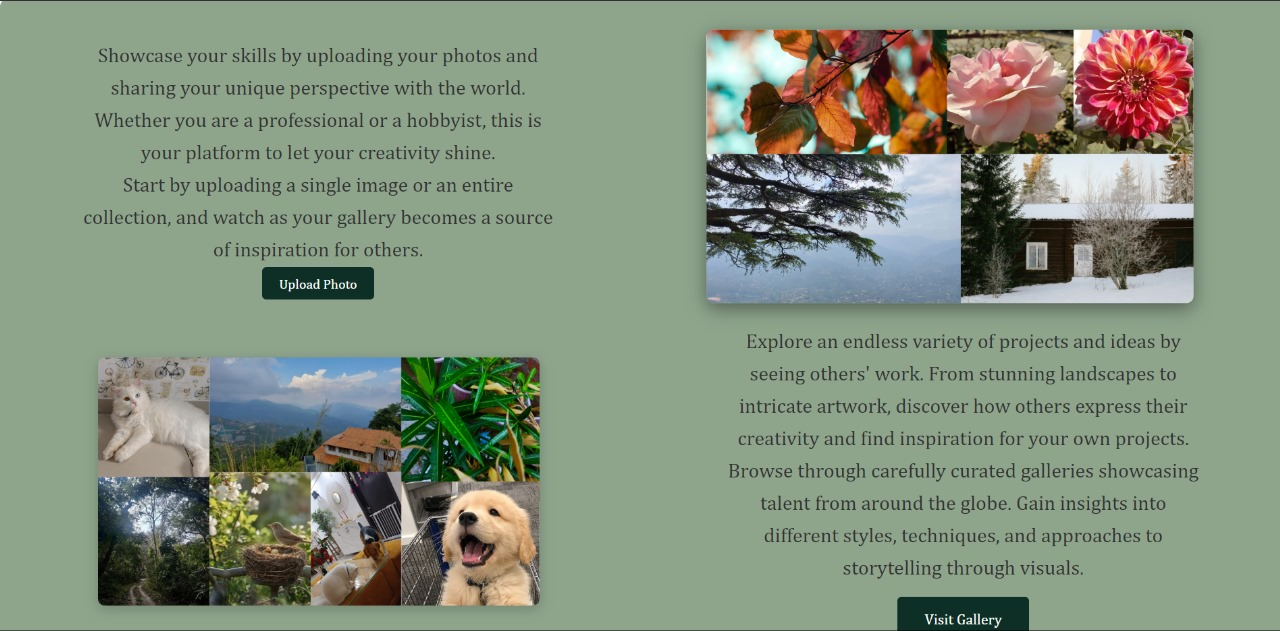 Showcase your skills by uploading your photos and
sharing your unique perspective with the world.
Whether you are a professional or a hobbyist, this is
your platform to let your creativity shine.
Start by uploading a single image or an entire
collection, and watch as your gallery becomes a source
of inspiration for others.
Upload Photo
Explore an endless variety of projects and ideas by
seeing others' work. From stunning landscapes to
intricate artwork, discover how others express their
creativity and find inspiration for your own projects.
Browse through carefully curated galleries showcasing
talent from around the globe. Gain insights into
different styles, techniques, and approaches to
storytelling through visuals.
Visit Gallery